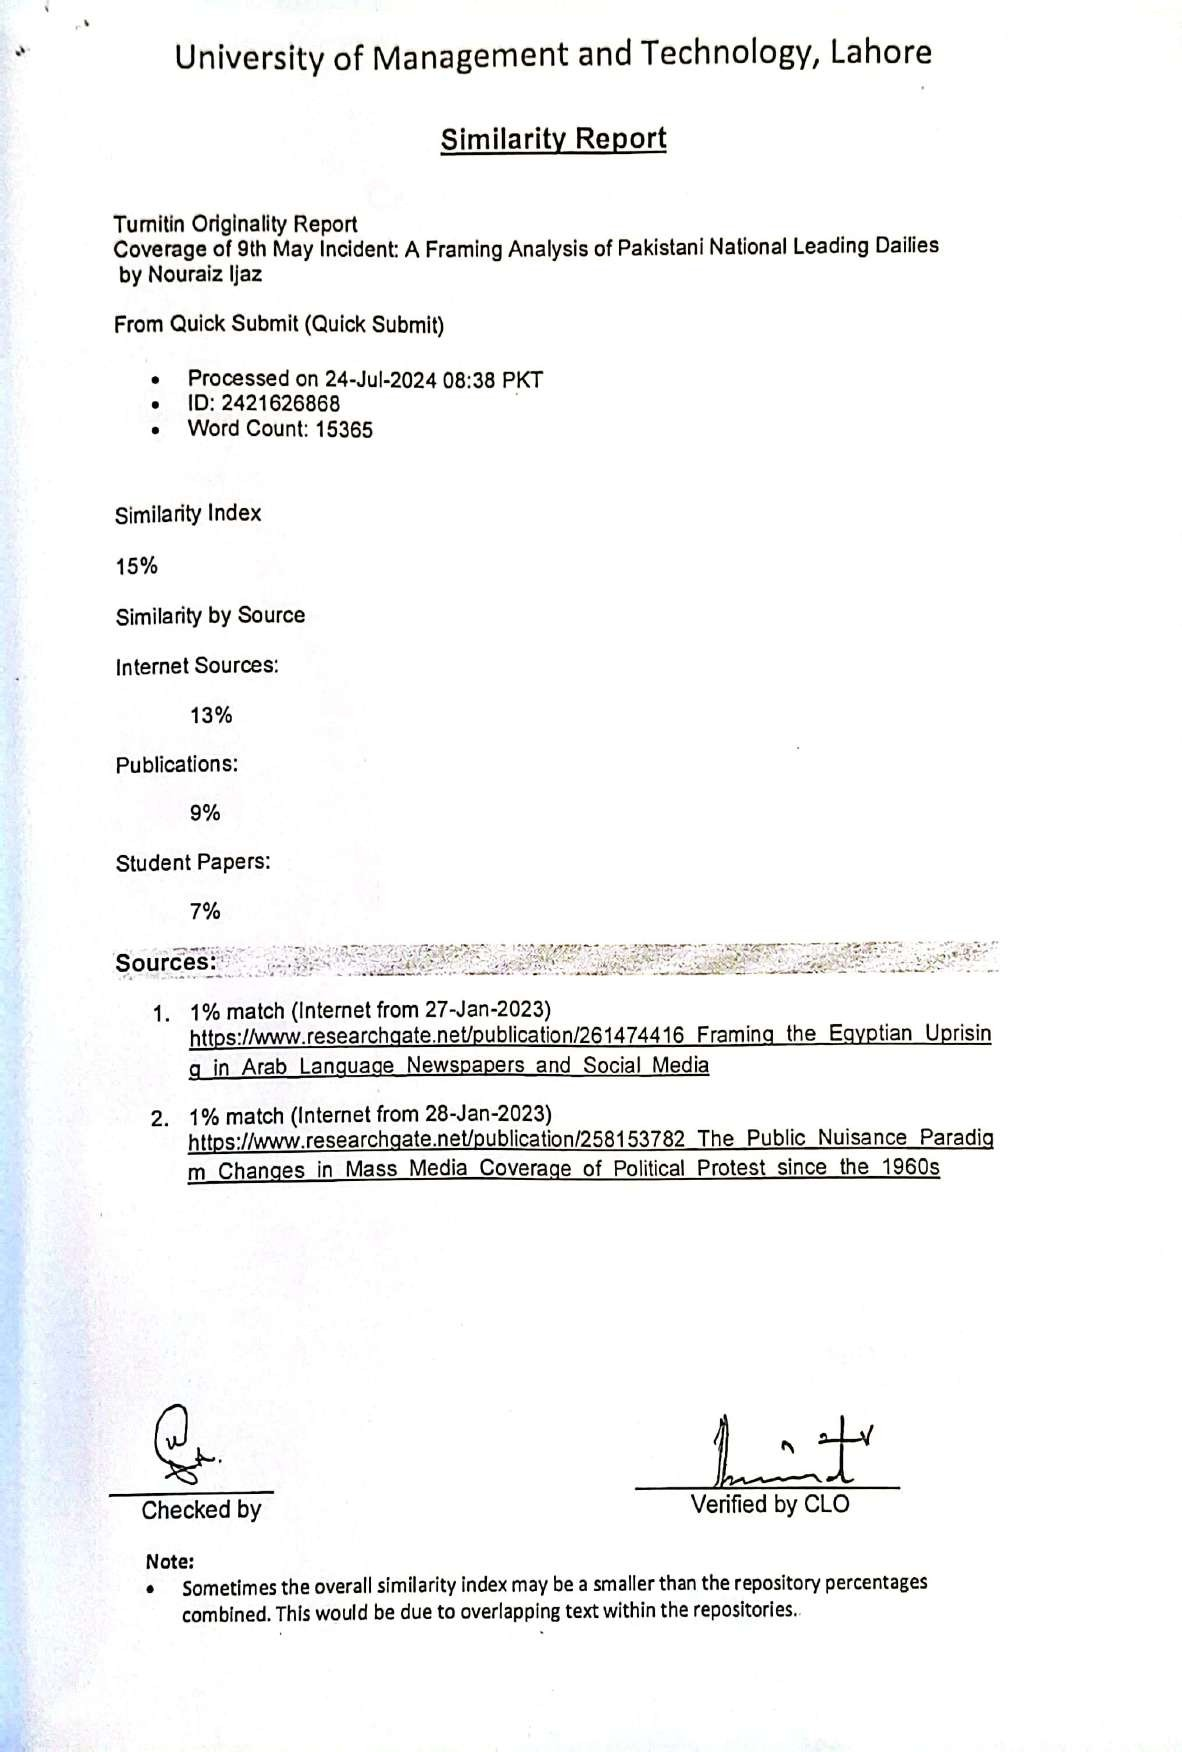 University of Management and Technology, Lahore
Similarity Report
Turnitin Originality Report
Coverage of 9th May Incident: A Framing Analysis of Pakistani National Leading Dailies
by Nouraiz Ijaz
From Quick Submit (Quick Submit)
• Processed on 24-Jul-2024 08:38 PKT
• ID: 2421626868
• Word Count: 15365
Similarity Index
15%
Similarity by Source
Internet Sources:
13%
Publications:
9%
Student Papers:
7%
Sources:
1. 1% match (Internet from 27-Jan-2023)
https://www.researchgate.net/publication/261474416_Framing_the_Egyptian_Uprisin
g_in_Arab_Language_Newspapers_and_Social_Media
2. 1% match (Internet from 28-Jan-2023)
https://www.researchgate.net/publication/258153782_The_Public_Nuisance_Paradig
m_Changes_in_Mass_Media_Coverage_of_Political_Protest_since_the_1960s
Checked by
Verified by CLO
Note:
• Sometimes the overall similarity index may be a smaller than the repository percentages
combined. This would be due to overlapping text within the repositories.